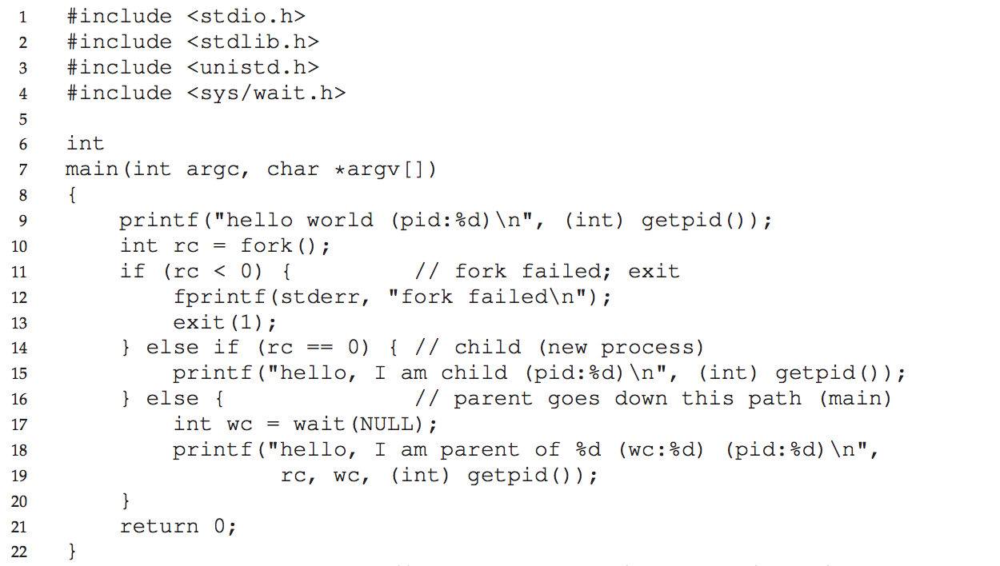 1 #include <stdio.h>
2 #include <stdlib.h>
3 #include <unistd.h>
4 #include <sys/wait.h>
5
6 int
7 main(int argc, char *argv[])
8 {
9 printf("hello world (pid:%d)\n", (int) getpid());
10 int rc = fork();
11 if (rc < 0) { // fork failed; exit
12 fprintf(stderr, "fork failed\n");
13 exit(1);
14 } else if (rc == 0) { // child (new process)
15 printf("hello, I am child (pid:%d)\n", (int) getpid());
16 } else { // parent goes down this path (main)
17 int wc = wait(NULL);
18 printf("hello, I am parent of %d (wc:%d) (pid:%d)\n",
19 rc, wc, (int) getpid());
20 }
21 return 0;
22 }